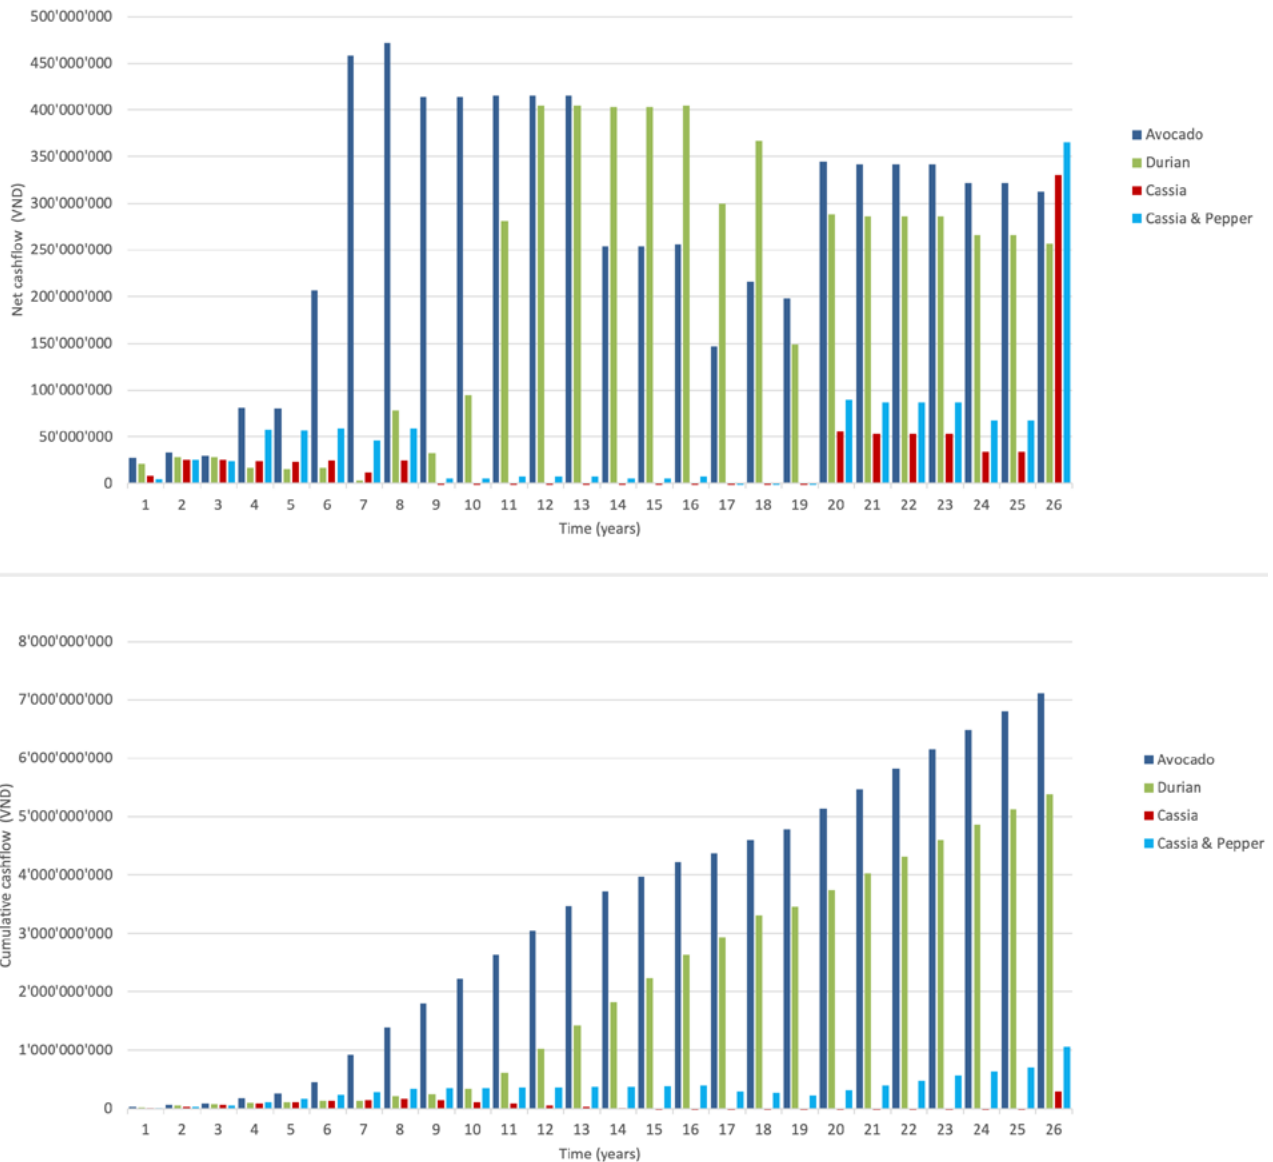 500'000'000
450'000'000
400'000'000
350'000'000
300'000'000
250'000'000
200'000'000
150'000'000
100'000'000
50'000'000
0
Net cashflow (VND)
1 2 3 4 5 6 7 8 9 10 11 12 13 14 15 16 17 18 19 20 21 22 23 24 25 26
Time (years)
Avocado
Durian
Cassia
Cassia & Pepper
8'000'000'000
7'000'000'000
6'000'000'000
5'000'000'000
4'000'000'000
3'000'000'000
2'000'000'000
1'000'000'000
0
Cumulative cashflow (VND)
1 2 3 4 5 6 7 8 9 10 11 12 13 14 15 16 17 18 19 20 21 22 23 24 25 26
Time (years)
Avocado
Durian
Cassia
Cassia & Pepper